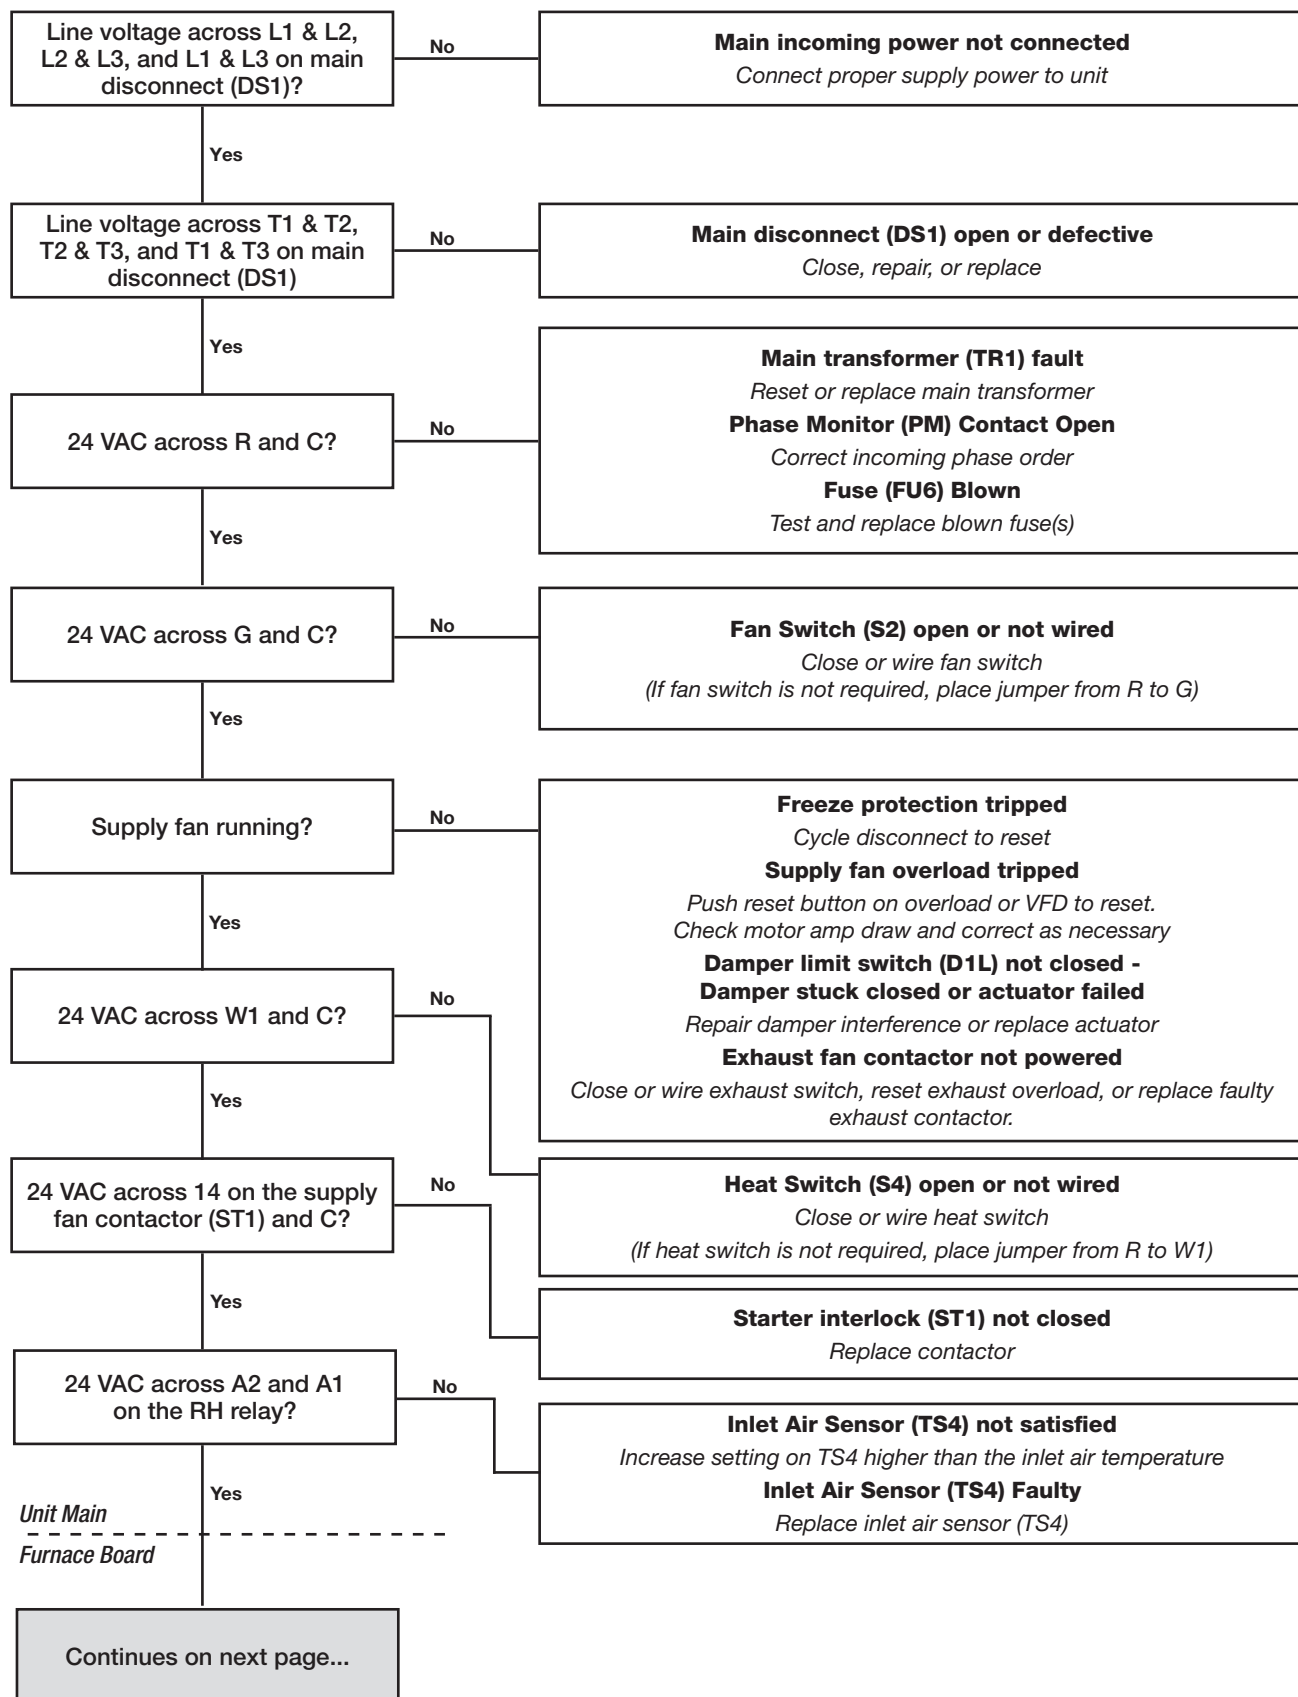 Line voltage across L1 & L2,
L2 & L3, and L1 & L3 on main
disconnect (DS1)?
No
Main incoming power not connected
Connect proper supply power to unit
Yes
Line voltage across T1 & T2,
T2 & T3, and T1 & T3 on main
disconnect (DS1)
No
Main disconnect (DS1) open or defective
Close, repair, or replace
Yes
24 VAC across R and C?
No
Main transformer (TR1) fault
Reset or replace main transformer
Phase Monitor (PM) Contact Open
Correct incoming phase order
Fuse (FU6) Blown
Test and replace blown fuse(s)
Yes
24 VAC across G and C?
No
Fan Switch (S2) open or not wired
Close or wire fan switch
(If fan switch is not required, place jumper from R to G)
Yes
Supply fan running?
No
Freeze protection tripped
Cycle disconnect to reset
Supply fan overload tripped
Push reset button on overload or VFD to reset.
Check motor amp draw and correct as necessary
Damper limit switch (D1L) not closed -
Damper stuck closed or actuator failed
Repair damper interference or replace actuator
Exhaust fan contactor not powered
Close or wire exhaust switch, reset exhaust overload, or replace faulty
exhaust contactor.
Yes
24 VAC across W1 and C?
No
Heat Switch (S4) open or not wired
Close or wire heat switch
(If heat switch is not required, place jumper from R to W1)
Yes
24 VAC across 14 on the supply
fan contactor (ST1) and C?
No
Starter interlock (ST1) not closed
Replace contactor
Yes
24 VAC across A2 and A1
on the RH relay?
No
Inlet Air Sensor (TS4) not satisfied
Increase setting on TS4 higher than the inlet air temperature
Inlet Air Sensor (TS4) Faulty
Replace inlet air sensor (TS4)
Yes
Unit Main
Furnace Board
Continues on next page...